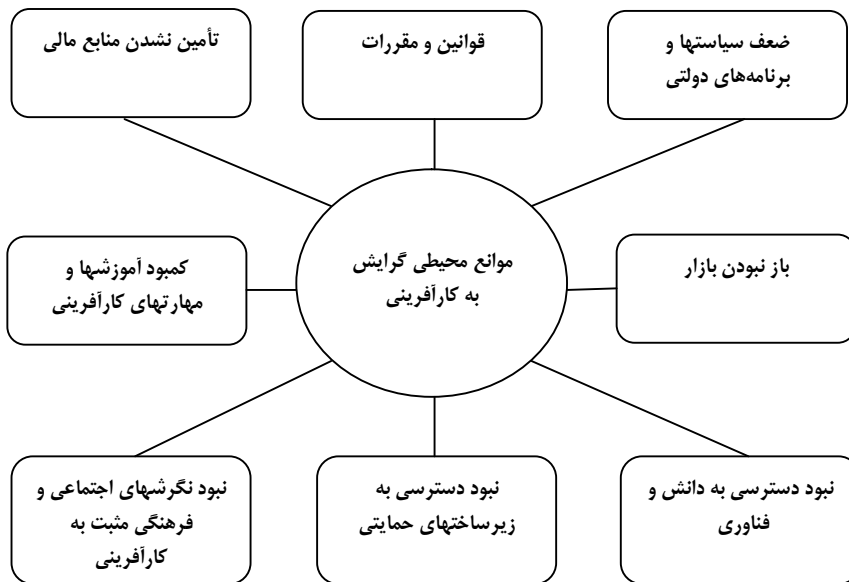 ضعف سیاستها و
برنامه‌های دولتی
قوانین و مقررات
تأمین نشدن منابع مالی
باز نبودن بازار
موانع محیطی گرایش
به کارآفرینی
کمبود آموزشها و
مهارتهای کارآفرینی
نبود دسترسی به دانش و
فناوری
نبود دسترسی به
زیرساختهای حمایتی
نبود نگرشهای اجتماعی و
فرهنگی مثبت به
کارآفرینی